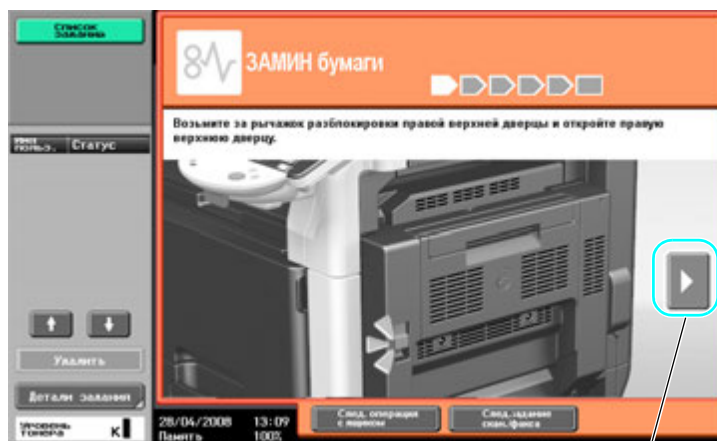 Список
задания
ЗАМИН бумаги
Возьмите за рычажок разблокировки правой верхней дверцы и откройте правую
верхнюю дверцу.
Имя
польз. Статус
Удалить
Детали задания
Уровень
тонера K
28/04/2008 13:09
Память 100%
След. операция
с ящиком
След.задание
скан./факса